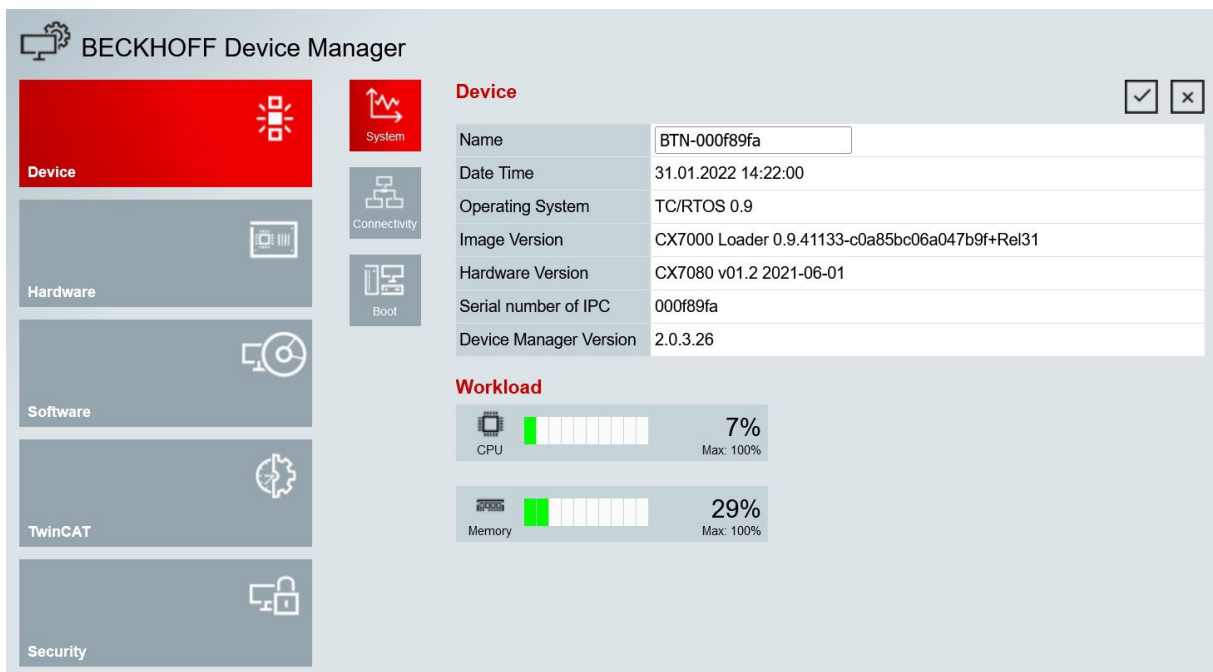 BECKHOFF Device Manager
Device
Hardware
Software
TwinCAT
Security
System
Connectivity
Boot
Device
Name BTN-000f89fa
Date Time 31.01.2022 14:22:00
Operating System TC/RTOS 0.9
Image Version CX7000 Loader 0.9.41133-c0a85bc06a047b9f+Rel31
Hardware Version CX7080 v01.2 2021-06-01
Serial number of IPC 000f89fa
Device Manager Version 2.0.3.26
Workload
CPU 7%
Max: 100%
Memory 29%
Max: 100%